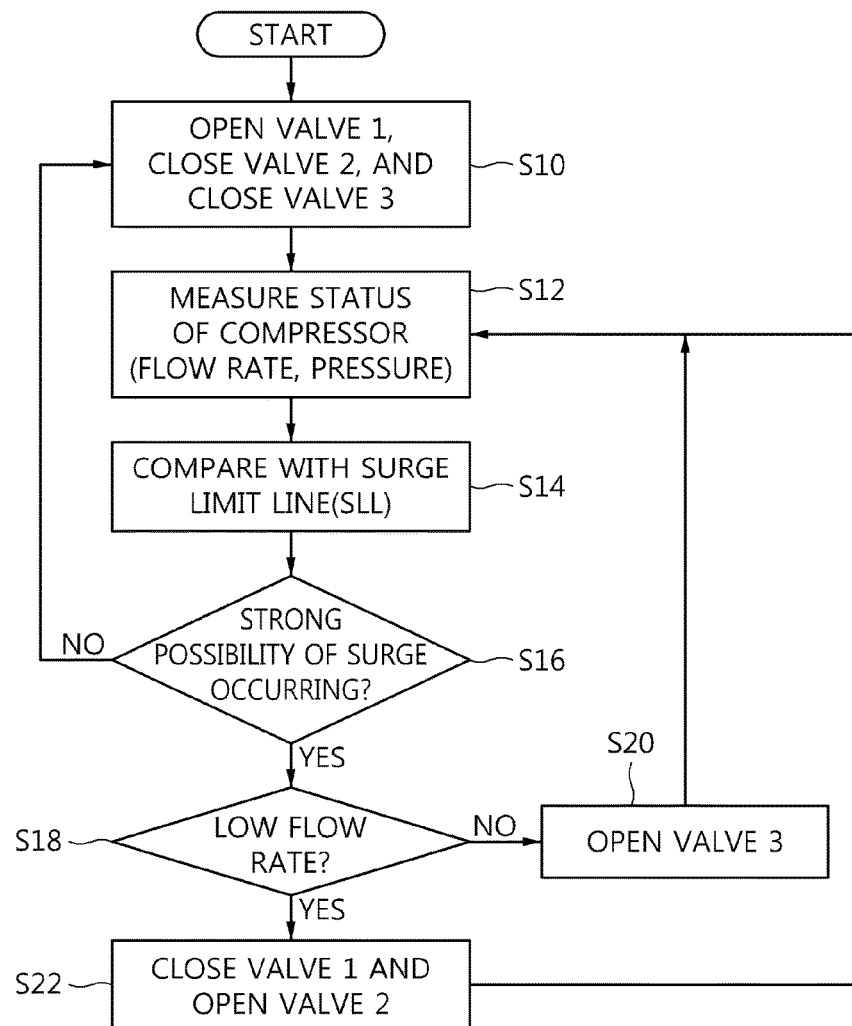 START
OPEN VALVE 1,
CLOSE VALVE 2, AND
CLOSE VALVE 3
S10
MEASURE STATUS
OF COMPRESSOR
(FLOW RATE, PRESSURE)
S12
COMPARE WITH SURGE
LIMIT LINE(SLL)
S14
STRONG
POSSIBILITY OF SURGE
OCCURRING?
NO
S16
YES
S20
S18
LOW FLOW
RATE?
NO
OPEN VALVE 3
YES
S22
CLOSE VALVE 1 AND
OPEN VALVE 2